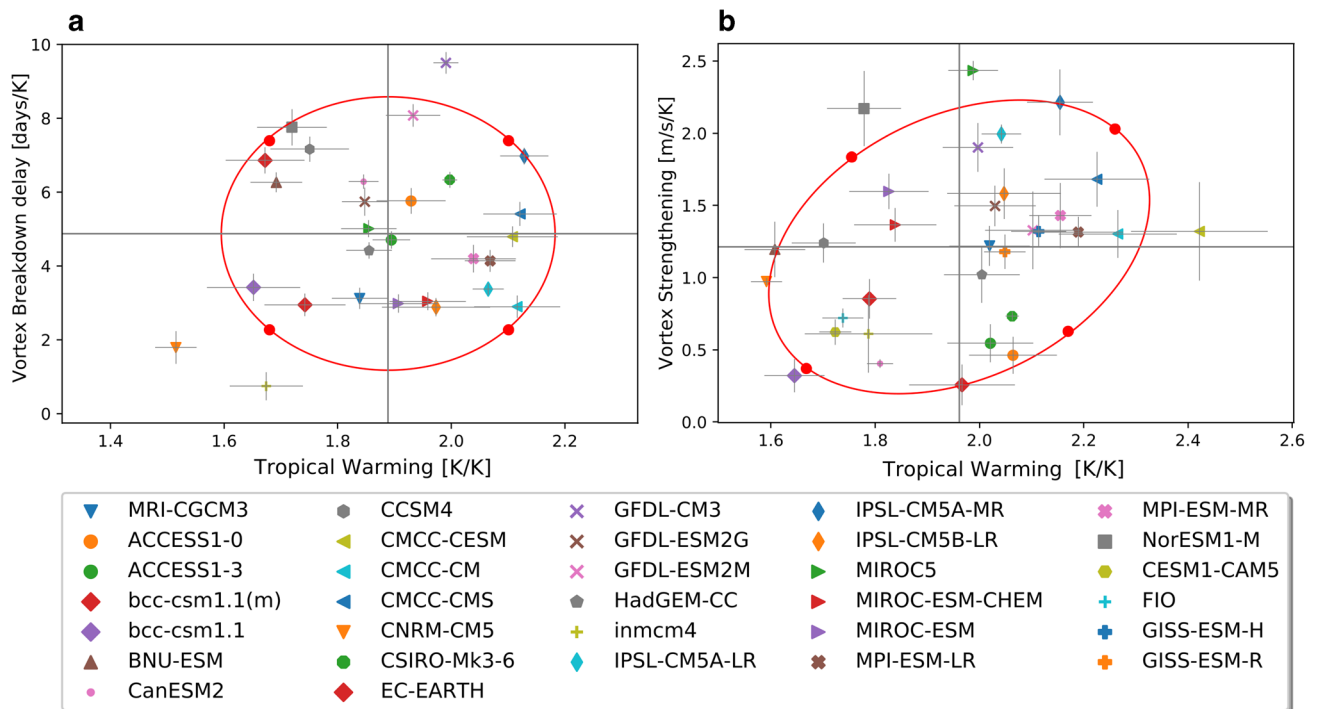 a
b
Vortex Breakdown delay [days/K]
10
8
6
4
2
0
1.4 1.6 1.8 2.0 2.2
Tropical Warming [K/K]
Vortex Strengthening [m/s/K]
2.5
2.0
1.5
1.0
0.5
0.0
1.6 1.8 2.0 2.2 2.4 2.6
Tropical Warming [K/K]
MRI-CGCM3 CCSM4 GFDL-CM3 IPSL-CM5A-MR MPI-ESM-MR
ACCESS1-0 CMCC-CESM GFDL-ESM2G IPSL-CM5B-LR NorESM1-M
ACCESS1-3 CMCC-CM GFDL-ESM2M MIROC5 CESM1-CAM5
bcc-csm1.1(m) CMCC-CMS HadGEM-CC MIROC-ESM-CHEM FIO
bcc-csm1.1 CNRM-CM5 inmcm4 MIROC-ESM GISS-ESM-H
BNU-ESM CSIRO-Mk3-6 IPSL-CM5A-LR MPI-ESM-LR GISS-ESM-R
CanESM2 EC-EARTH